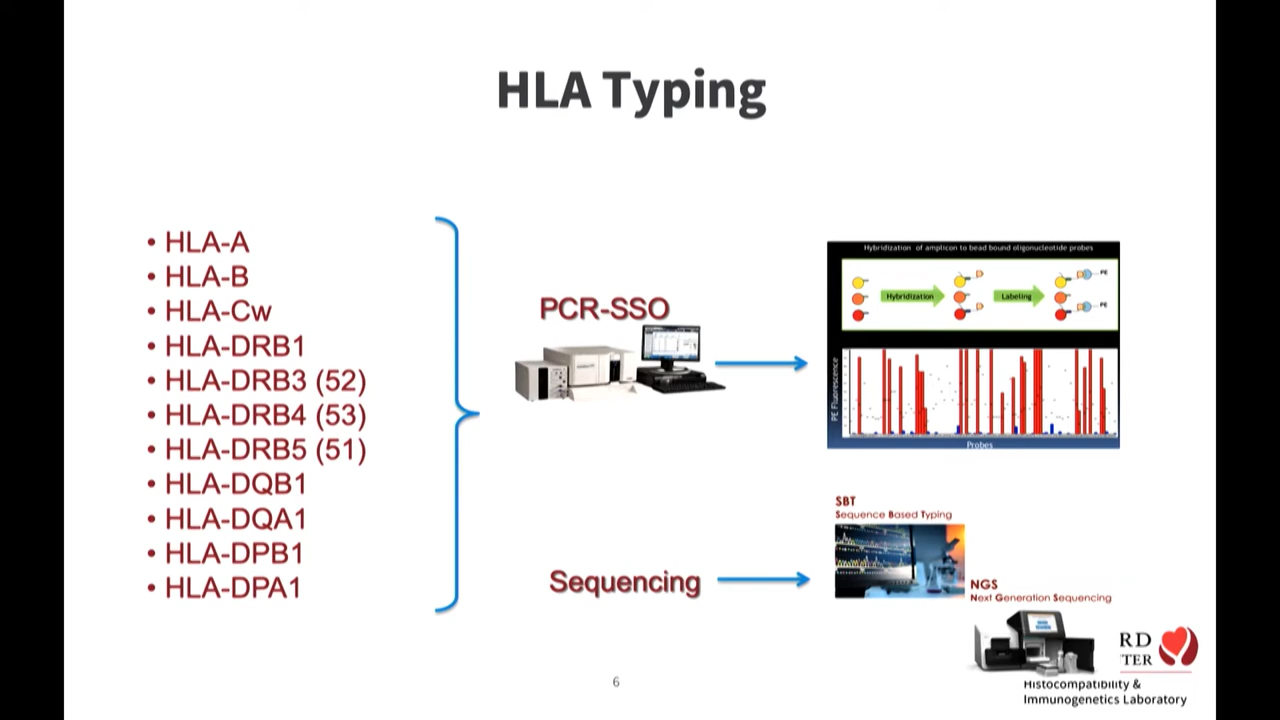 HLA Typing
• HLA-A
• HLA-B
• HLA-Cw
• HLA-DRB1
• HLA-DRB3 (52)
• HLA-DRB4 (53)
• HLA-DRB5 (51)
• HLA-DQB1
• HLA-DQA1
• HLA-DPB1
• HLA-DPA1
PCR-SSO
Hybridization of amplicon to bead bound oligonucleotide probes
Hybridization
Labeling
PE
PE
PE Fluorescence
Probes
Sequencing
SBT
Sequence Based Typing
NGS
Next Generation Sequencing
RD
TER
Histocompatibility &
Immunogenetics Laboratory
6